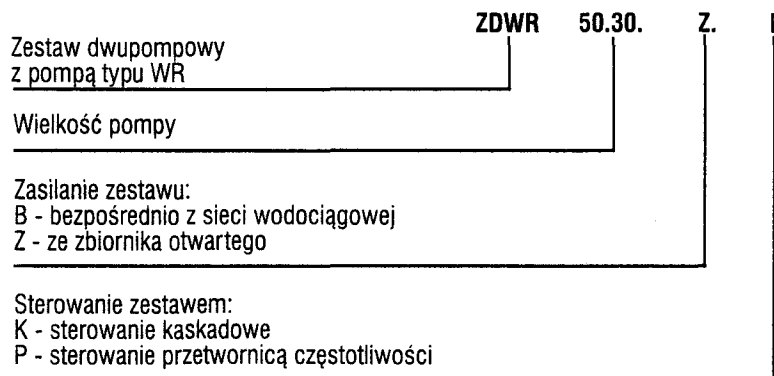 ZDWR 50.30. Z.
Zestaw dwupompowy
z pompą typu WR
Wielkość pompy
Zasilanie zestawu:
B - bezpośrednio z sieci wodociągowej
Z - ze zbiornika otwartego
Sterowanie zestawem:
K - sterowanie kaskadowe
P - sterowanie przetwornicą częstotliwości